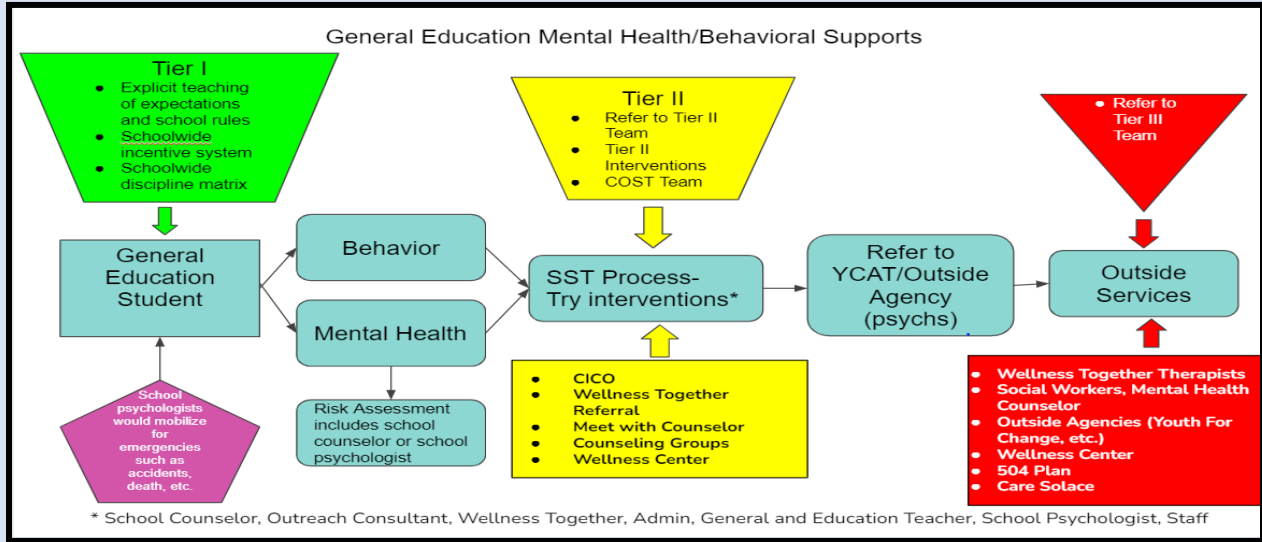 General Education Mental Health/Behavioral Supports
Tier I
● Explicit teaching
of expectations
and school rules
● Schoolwide
incentive system
● Schoolwide
discipline matrix
Tier II
● Refer to Tier II
Team
● Tier II
Interventions
● COST Team
● Refer to
Tier III
Team
General
Education
Student
Behavior
Mental Health
Risk Assessment
includes school
counselor or school
psychologist
SST Process-
Try interventions*
Refer to
YCAT/Outside
Agency
(psychs)
Outside
Services
School
psychologists
would mobilize
for
emergencies
such as
accidents,
death, etc.
● CICO
● Wellness Together
Referral
● Meet with Counselor
● Counseling Groups
● Wellness Center
● Wellness Together Therapists
● Social Workers, Mental Health
Counselor
● Outside Agencies (Youth For
Change, etc.)
● Wellness Center
● 504 Plan
● Care Solace
* School Counselor, Outreach Consultant, Wellness Together, Admin, General and Education Teacher, School Psychologist, Staff